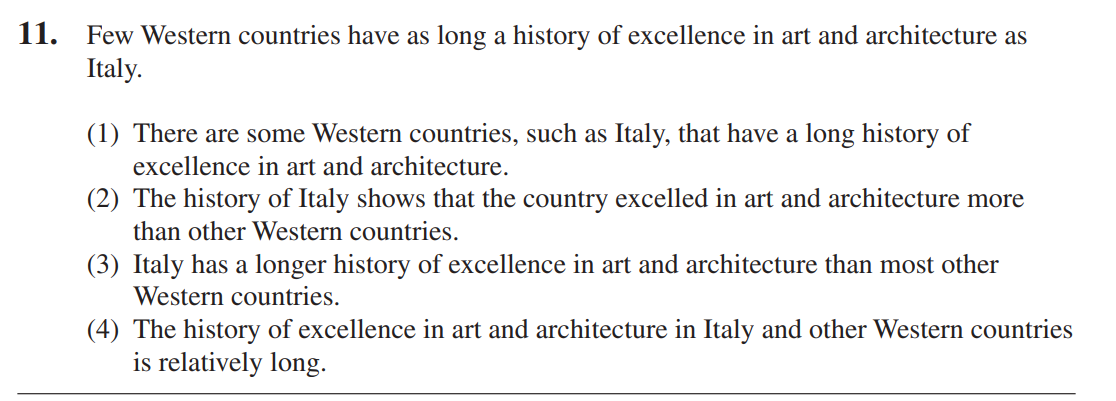 11. Few Western countries have as long a history of excellence in art and architecture as
Italy.
(1) There are some Western countries, such as Italy, that have a long history of
excellence in art and architecture.
(2) The history of Italy shows that the country excelled in art and architecture more
than other Western countries.
(3) Italy has a longer history of excellence in art and architecture than most other
Western countries.
(4) The history of excellence in art and architecture in Italy and other Western countries
is relatively long.